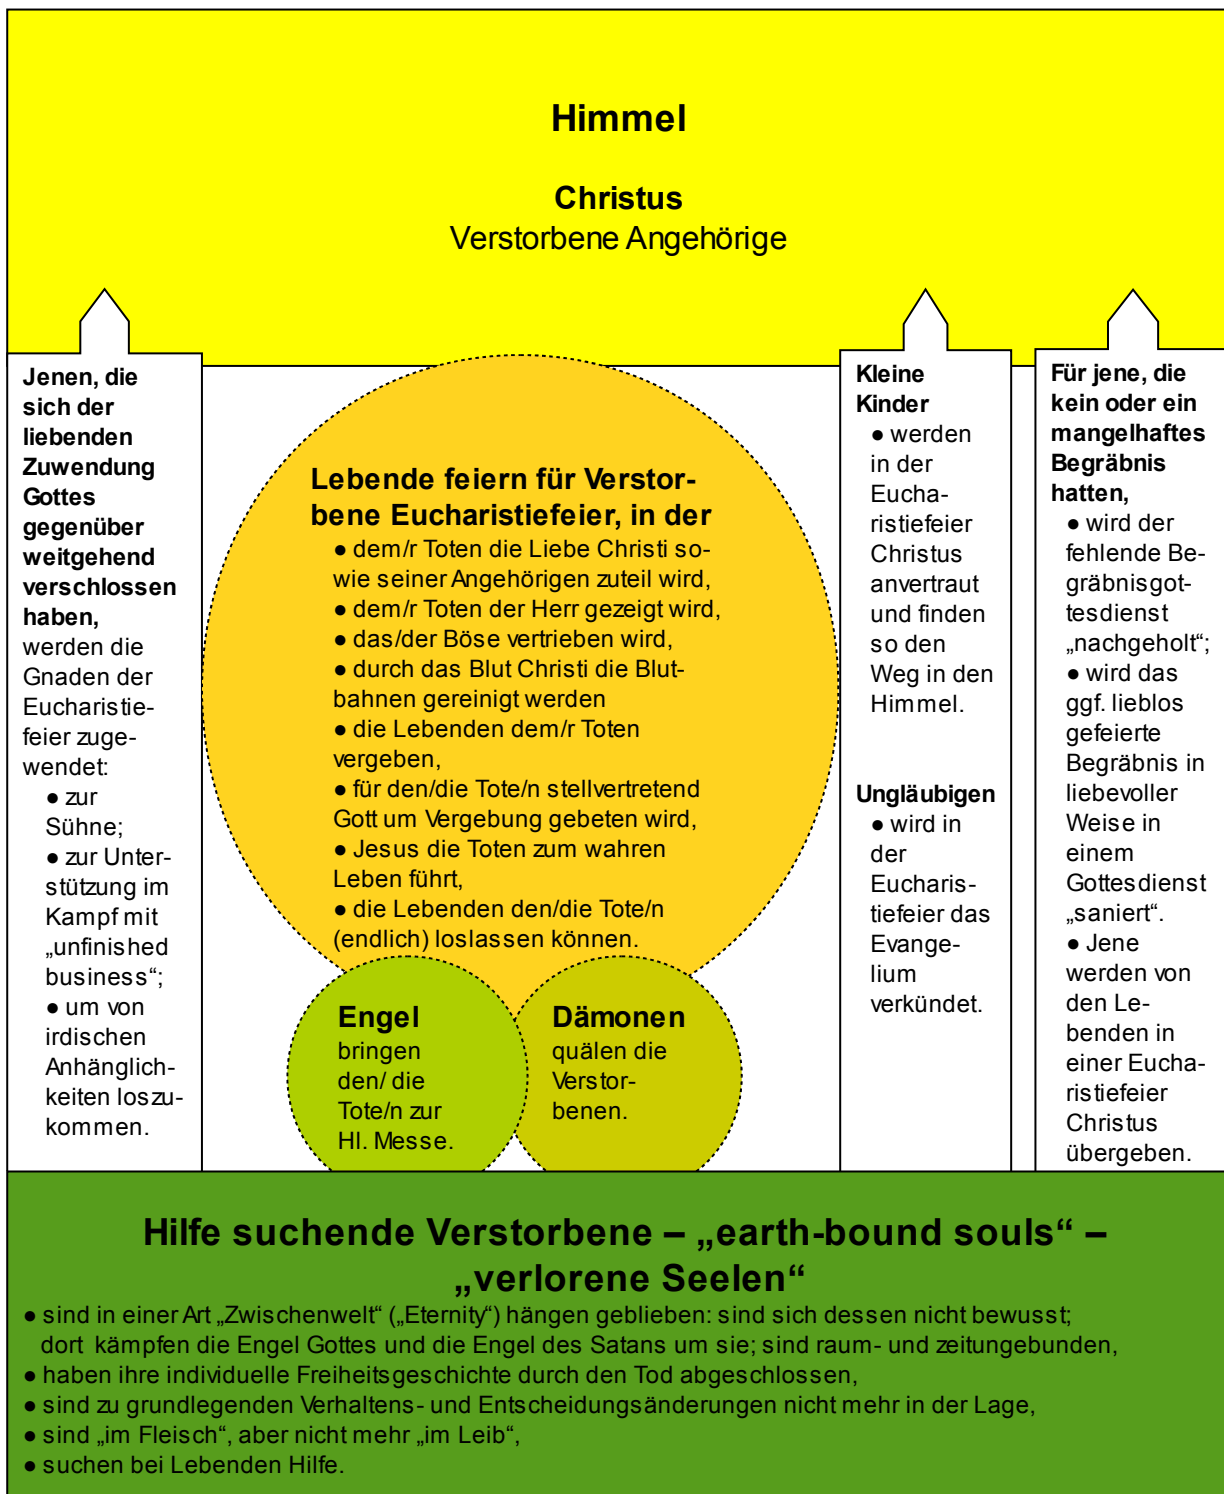 Himmel
Christus
Verstorbene Angehörige
Jenen, die
sich der
liebenden
Zuwendung
Gottes
gegenüber
weitgehend
verschlossen
haben,
werden die
Gnaden der
Eucharistie-
feier zuge-
wendet:
● zur
Sühne;
● zur Unter-
stützung im
Kampf mit
„unfinished
business“;
● um von
irdischen
Anhänglich-
keiten loszu-
kommen.
Lebende feiern für Verstor-
bene Eucharistiefeier, in der
● dem/r Toten die Liebe Christi so-
wie seiner Angehörigen zuteil wird,
● dem/r Toten der Herr gezeigt wird,
● das/der Böse vertrieben wird,
● durch das Blut Christi die Blut-
bahnen gereinigt werden
● die Lebenden dem/r Toten
vergeben,
● für den/die Tote/n stellvertretend
Gott um Vergebung gebeten wird,
● Jesus die Toten zum wahren
Leben führt,
● die Lebenden den/die Tote/n
(endlich) loslassen können.
Engel
bringen
den/ die
Tote/n zur
Hl. Messe.
Dämonen
quälen die
Verstor-
benen.
Kleine
Kinder
● werden
in der
Eucha-
ristiefeier
Christus
anvertraut
und finden
so den
Weg in den
Himmel.
Ungläubigen
● wird in
der
Eucharis-
tiefeier das
Evange-
lium
verkündet.
Für jene, die
kein oder ein
mangelhaftes
Begräbnis
hatten,
● wird der
fehlende Be-
gräbnisgot-
tesdienst
„nachgeholt“;
● wird das
ggf. lieblos
gefeierte
Begräbnis in
liebevoller
Weise in
einem
Gottesdienst
„saniert“.
● Jene
werden von
den Le-
benden in
einer Eucha-
ristiefeier
Christus
übergeben.
Hilfe suchende Verstorbene – „earth-bound souls“ –
„verlorene Seelen“
● sind in einer Art „Zwischenwelt“ („Eternity“) hängen geblieben: sind sich dessen nicht bewusst;
dort kämpfen die Engel Gottes und die Engel des Satans um sie; sind raum- und zeitungebunden,
● haben ihre individuelle Freiheitsgeschichte durch den Tod abgeschlossen,
● sind zu grundlegenden Verhaltens- und Entscheidungsänderungen nicht mehr in der Lage,
● sind „im Fleisch“, aber nicht mehr „im Leib“,
● suchen bei Lebenden Hilfe.